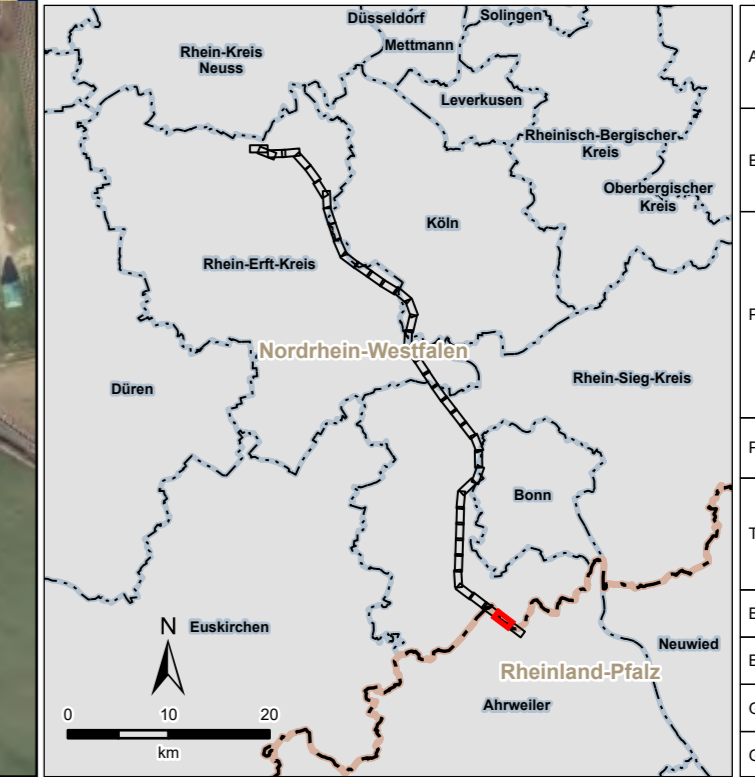 Düsseldorf
Solingen
Mettmann
Rhein-Kreis
Neuss
Leverkusen
Rheinisch-Bergischer
Kreis
Oberbergischer
Kreis
Köln
Rhein-Erft-Kreis
Nordrhein-Westfalen
Düren
Rhein-Sieg-Kreis
Bonn
N
Euskirchen
Neuwied
Rheinland-Pfalz
Ahrweiler
0 10 20
km